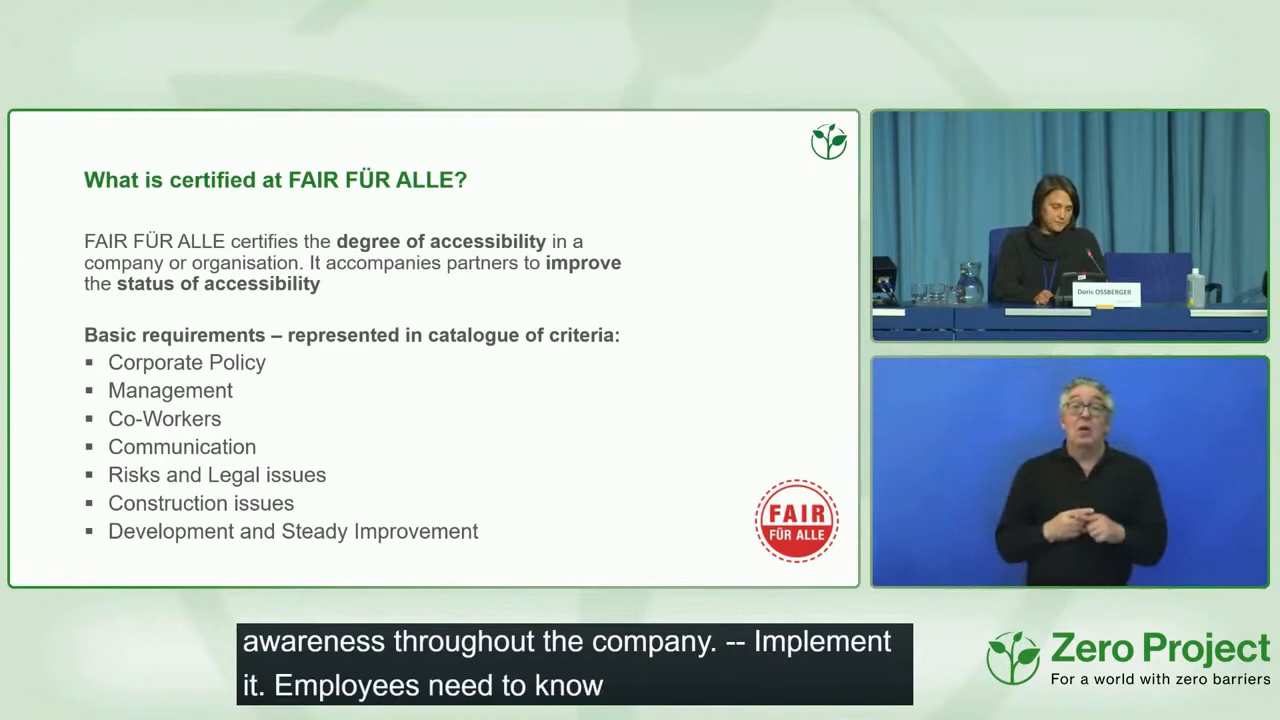 What is certified at FAIR FÜR ALLE?
FAIR FÜR ALLE certifies the degree of accessibility in a
company or organisation. It accompanies partners to improve
the status of accessibility
Basic requirements – represented in catalogue of criteria:
▪ Corporate Policy
▪ Management
▪ Co-Workers
▪ Communication
▪ Risks and Legal issues
▪ Construction issues
▪ Development and Steady Improvement
FAIR
FÜR ALLE
Doris OSSBERGER
awareness throughout the company. -- Implement
it. Employees need to know
Zero Project
For a world with zero barriers